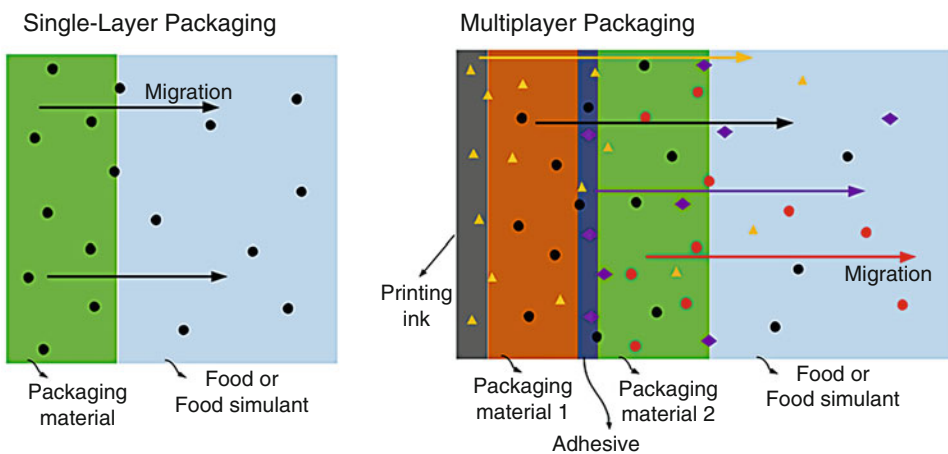 Single-Layer Packaging
Migration
Packaging
material
Food or
Food simulant
Multiplayer Packaging
Migration
Printing
ink
Packaging
material 1
Adhesive
Packaging
material 2
Food or
Food simulant